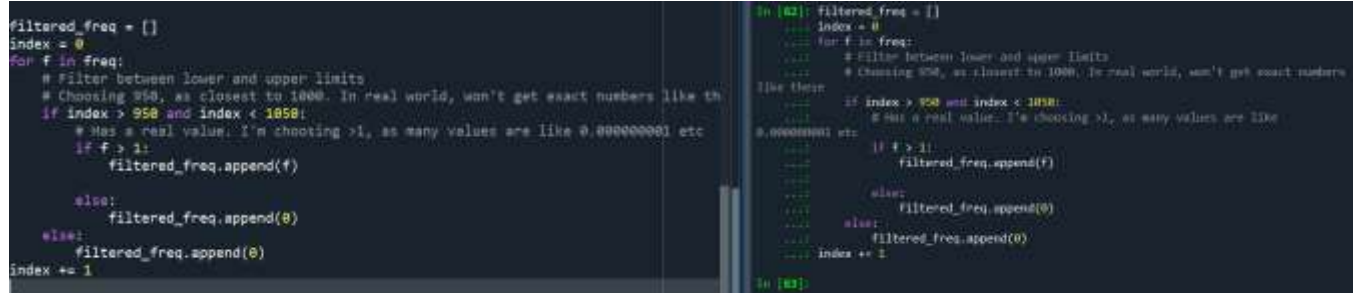 filtered_freq = []
index = 0
for f in freq:
    # Filter between lower and upper limits
    # Choosing 950, as closest to 1000. In real world, won't get exact numbers like th
    if index > 950 and index < 1050:
        # Has a real value. I'm choosing >1, as many values are like 0.000000001 etc
        if f > 1:
            filtered_freq.append(f)
        else:
            filtered_freq.append(0)
    else:
        filtered_freq.append(0)
index += 1
In [62]: filtered_freq = []
    ...: index = 0
    ...: for f in freq:
    ...:     # Filter between lower and upper limits
    ...:     # Choosing 950, as closest to 1000. In real world, won't get exact numbers
like these
    ...:     if index > 950 and index < 1050:
    ...:         # Has a real value. I'm choosing >1, as many values are like
0.000000001 etc
    ...:         if f > 1:
    ...:             filtered_freq.append(f)
    ...:
    ...:         else:
    ...:             filtered_freq.append(0)
    ...:     else:
    ...:         filtered_freq.append(0)
    ...: index += 1
In [63]: